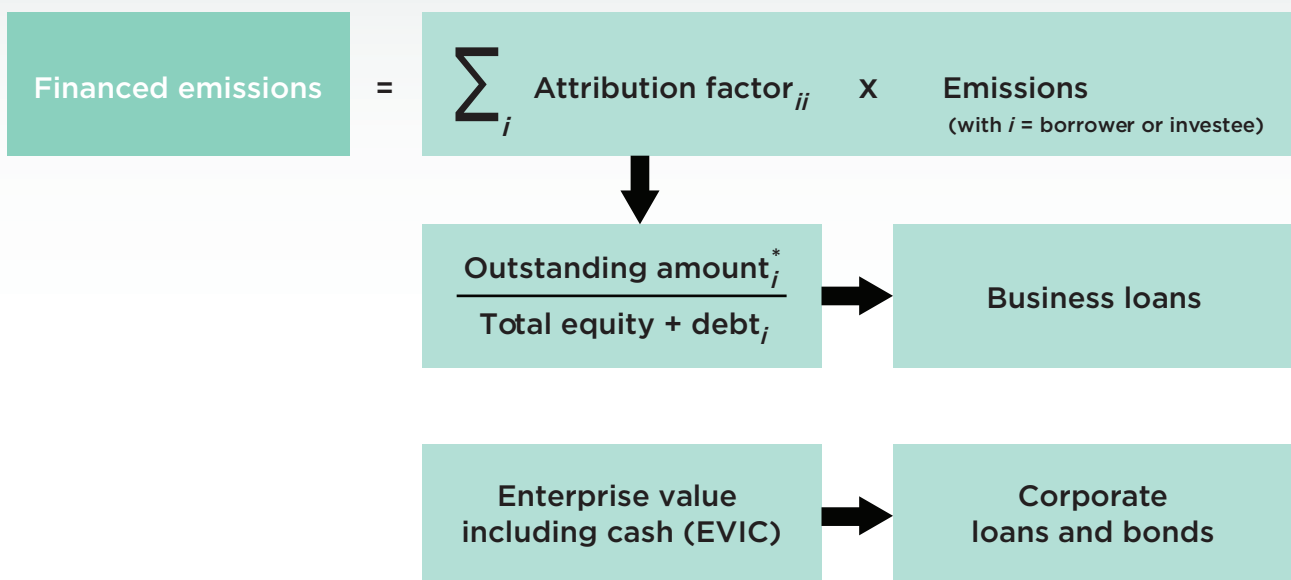 Financed emissions = ∑i Attribution factorii x Emissions
(with i = borrower or investee)
Outstanding amount*i
Total equity + debti
Business loans
Enterprise value
including cash (EVIC)
Corporate
loans and bonds